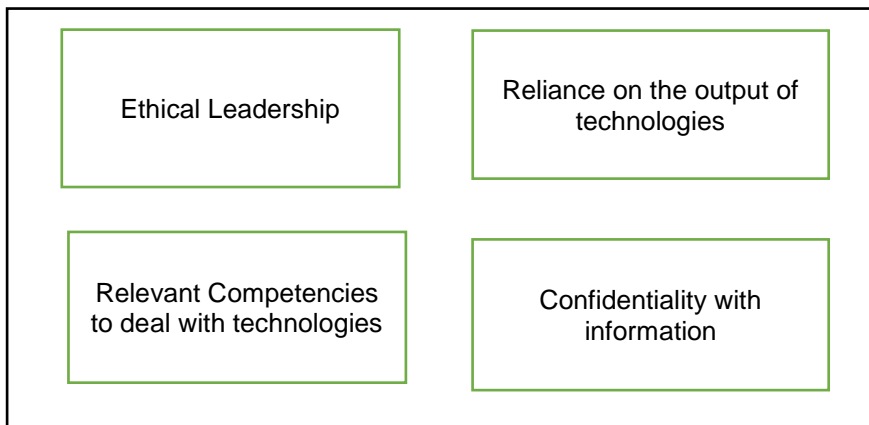 Ethical Leadership
Reliance on the output of
technologies
Relevant Competencies
to deal with technologies
Confidentiality with
information